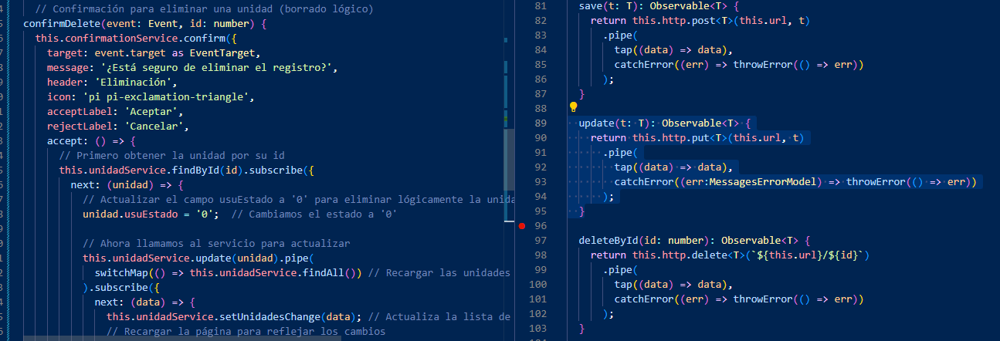 // Confirmación para eliminar una unidad (borrado lógico)
confirmDelete(event: Event, id: number) {
this.confirmationService.confirm({
target: event.target as EventTarget,
message: '¿Está seguro de eliminar el registro?',
header: 'Eliminación',
icon: 'pi pi-exclamation-triangle',
acceptLabel: 'Aceptar',
rejectLabel: 'Cancelar',
accept: () => {
// Primero obtener la unidad por su id
this.unidadService.findById(id).subscribe({
next: (unidad) => {
// Actualizar el campo usuEstado a '0' para eliminar lógicamente la unida
unidad.usuEstado = '0';  // Cambiamos el estado a '0'
// Ahora llamamos al servicio para actualizar
this.unidadService.update(unidad).pipe(
switchMap(() => this.unidadService.findAll()) // Recargar las unidades
).subscribe({
next: (data) => {
this.unidadService.setUnidadesChange(data); // Actualiza la lista de
// Recargar la página para reflejar los cambios
81 save(t: T): Observable<T> {
82 return this.http.post<T>(this.url, t)
83 .pipe(
84 tap((data) => data),
85 catchError((err) => throwError(() => err))
86 );
87 }
88
89 update(t: T): Observable<T> {
90 return this.http.put<T>(this.url, t)
91 .pipe(
92 tap((data) => data),
93 catchError((err:MessagesErrorModel) => throwError(() => err))
94 );
95 }
96
97 deleteById(id: number): Observable<T> {
98 return this.http.delete<T>(`${this.url}/${id}`)
99 .pipe(
100 tap((data) => data),
101 catchError((err) => throwError(() => err))
102 );
103 }